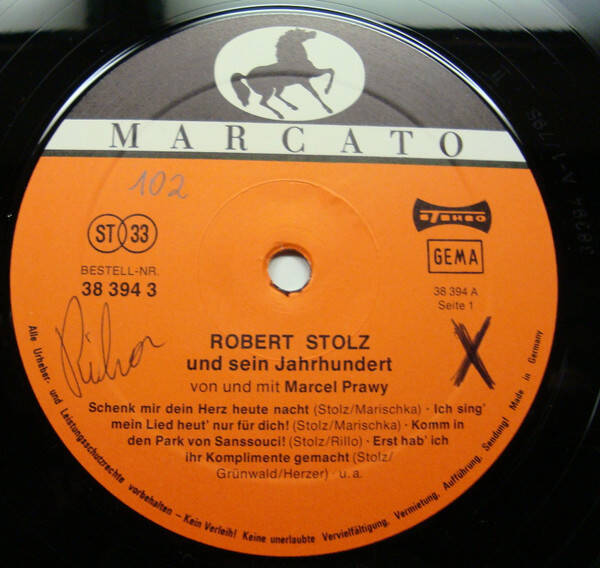 MARCATO
102
ST 33
STEREO
BESTELL-NR.
38 394 3
GEMA
38 394 A
Seite 1
X
ROBERT STOLZ
und sein Jahrhundert
von und mit Marcel Prawy
Schenk mir dein Herz heute nacht (Stolz/Marischka) · Ich sing'
mein Lied heut' nur für dich! (Stolz/Marischka) · Komm in
den Park von Sanssouci! (Stolz/Rillo) · Erst hab' ich
ihr Komplimente gemacht (Stolz/
Grünwald/Herzer) · u. a.
Alle Urheber- und Leistungsschutzrechte vorbehalten – Kein Verleih! Keine unerlaubte Vervielfältigung, Vermietung, Aufführung, Sendung! Made in Germany